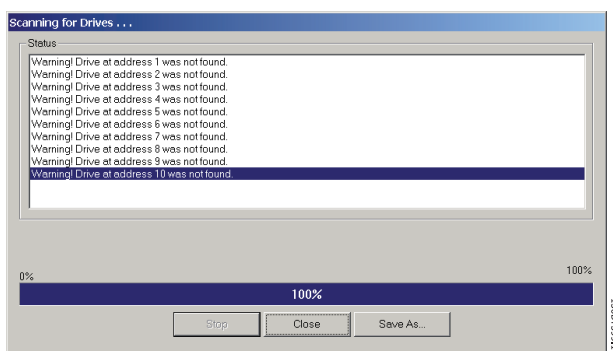 Scanning for Drives . . .
Status
Warning! Drive at address 1 was not found.
Warning! Drive at address 2 was not found.
Warning! Drive at address 3 was not found.
Warning! Drive at address 4 was not found.
Warning! Drive at address 5 was not found.
Warning! Drive at address 6 was not found.
Warning! Drive at address 7 was not found.
Warning! Drive at address 8 was not found.
Warning! Drive at address 9 was not found.
Warning! Drive at address 10 was not found.
0%
100%
100%
Stop
Close
Save As...